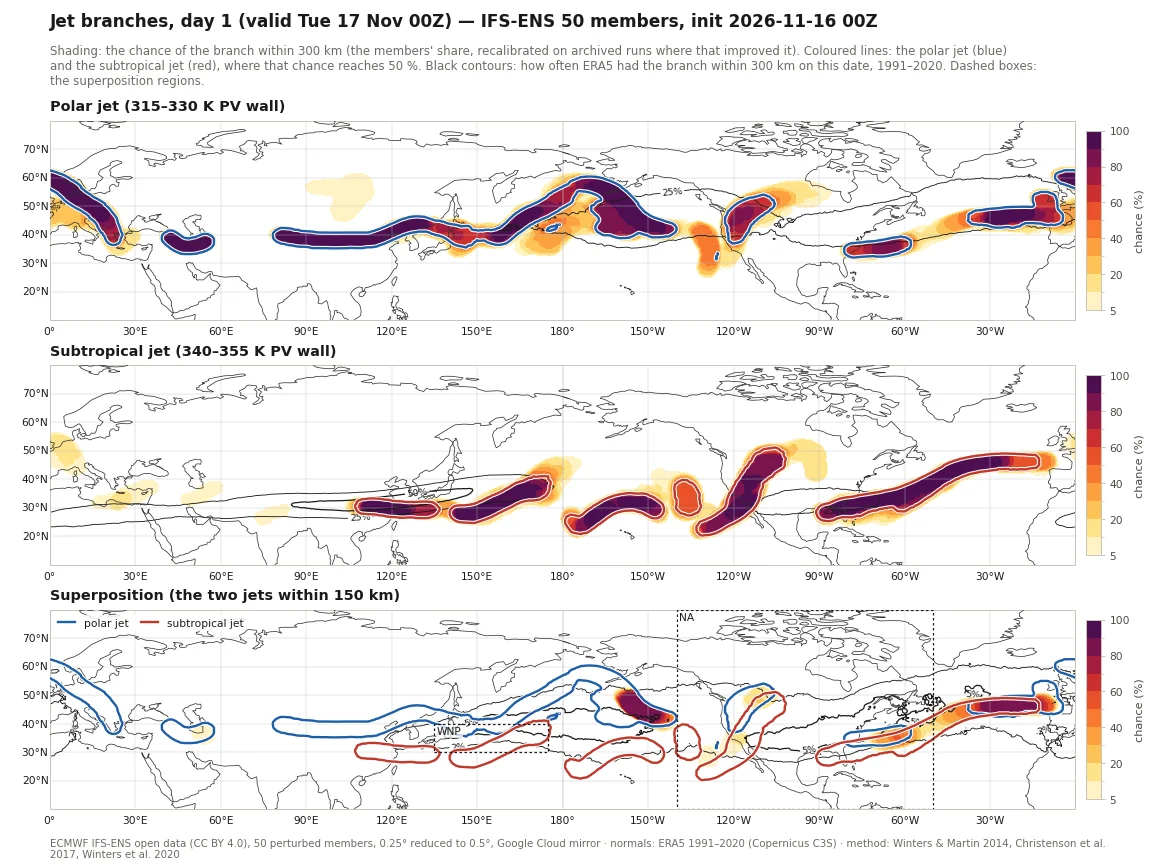 Jet branches, day 1 (valid Tue 17 Nov 00Z) — IFS-ENS 50 members, init 2026-11-16 00Z
Shading: the chance of the branch within 300 km (the members' share, recalibrated on archived runs where that improved it). Coloured lines: the polar jet (blue)
and the subtropical jet (red), where that chance reaches 50 %. Black contours: how often ERA5 had the branch within 300 km on this date, 1991–2020. Dashed boxes:
the superposition regions.
Polar jet (315–330 K PV wall)
70°N
60°N
50°N
40°N
30°N
20°N
25%
0°
30°E
60°E
90°E
120°E
150°E
180°
150°W
120°W
90°W
60°W
30°W
100
80
60
40
20
5
chance (%)
Subtropical jet (340–355 K PV wall)
70°N
60°N
50°N
40°N
30°N
20°N
50%
25%
0°
30°E
60°E
90°E
120°E
150°E
180°
150°W
120°W
90°W
60°W
30°W
100
80
60
40
20
5
chance (%)
Superposition (the two jets within 150 km)
polar jet
subtropical jet
70°N
60°N
50°N
40°N
30°N
20°N
NA
WNP
5%
5%
0°
30°E
60°E
90°E
120°E
150°E
180°
150°W
120°W
90°W
60°W
30°W
100
80
60
40
20
5
chance (%)
ECMWF IFS-ENS open data (CC BY 4.0), 50 perturbed members, 0.25° reduced to 0.5°, Google Cloud mirror · normals: ERA5 1991–2020 (Copernicus C3S) · method: Winters & Martin 2014, Christenson et al.
2017, Winters et al. 2020